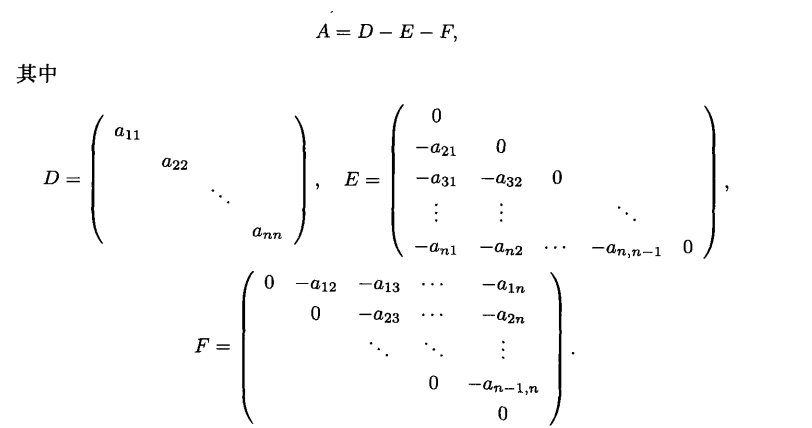 A = D − E − F,
其中
D = \begin{pmatrix} a_{11} & & & \\ & a_{22} & & \\ & & \ddots & \\ & & & a_{nn} \end{pmatrix}, E = \begin{pmatrix} 0 & & & & \\ -a_{21} & 0 & & & \\ -a_{31} & -a_{32} & 0 & & \\ \vdots & \vdots & & \ddots & \\ -a_{n1} & -a_{n2} & \cdots & -a_{n,n-1} & 0 \end{pmatrix},
F = \begin{pmatrix} 0 & -a_{12} & -a_{13} & \cdots & -a_{1n} \\ & 0 & -a_{23} & \cdots & -a_{2n} \\ & & \ddots & \ddots & \vdots \\ & & & 0 & -a_{n-1,n} \\ & & & & 0 \end{pmatrix}.